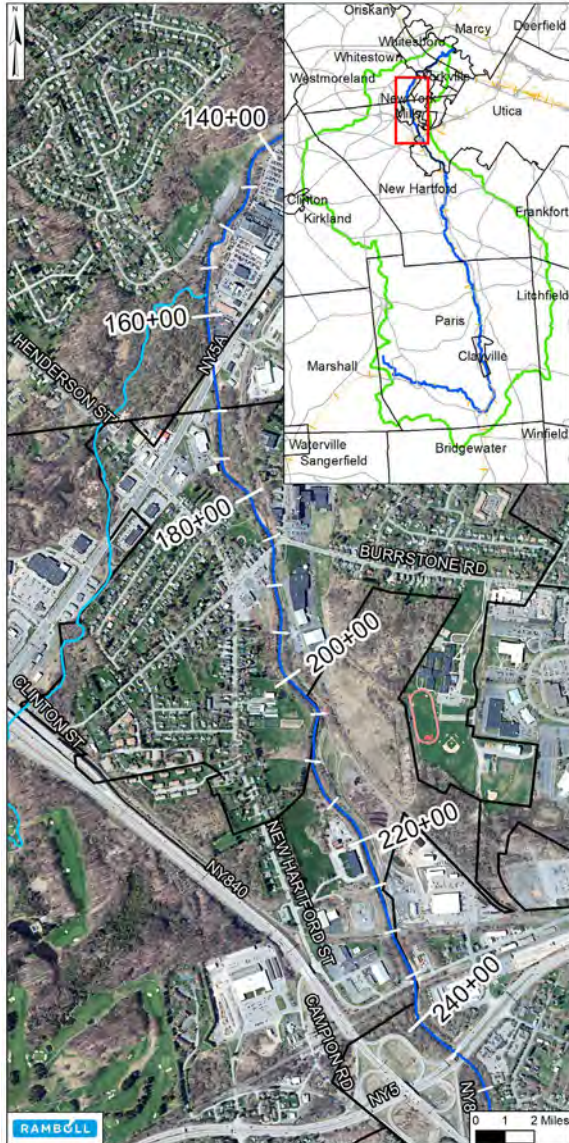 N
140+00
160+00
HENDERSON ST
NY5A
180+00
BURRSTONE RD
200+00
CLINTON ST
220+00
NY840
NEW HARTFORD ST
240+00
CAMPION RD
NY5
NY8
RAMBOLL
0 1 2 Miles
Oriskany
Marcy
Deerfield
Whitesboro
Whitestown
Westmoreland
Yorkville
New York
Mills
Utica
New Hartford
Clinton
Kirkland
Frankfort
Litchfield
Paris
Clayville
Marshall
Waterville
Sangerfield
Bridgewater
Winfield